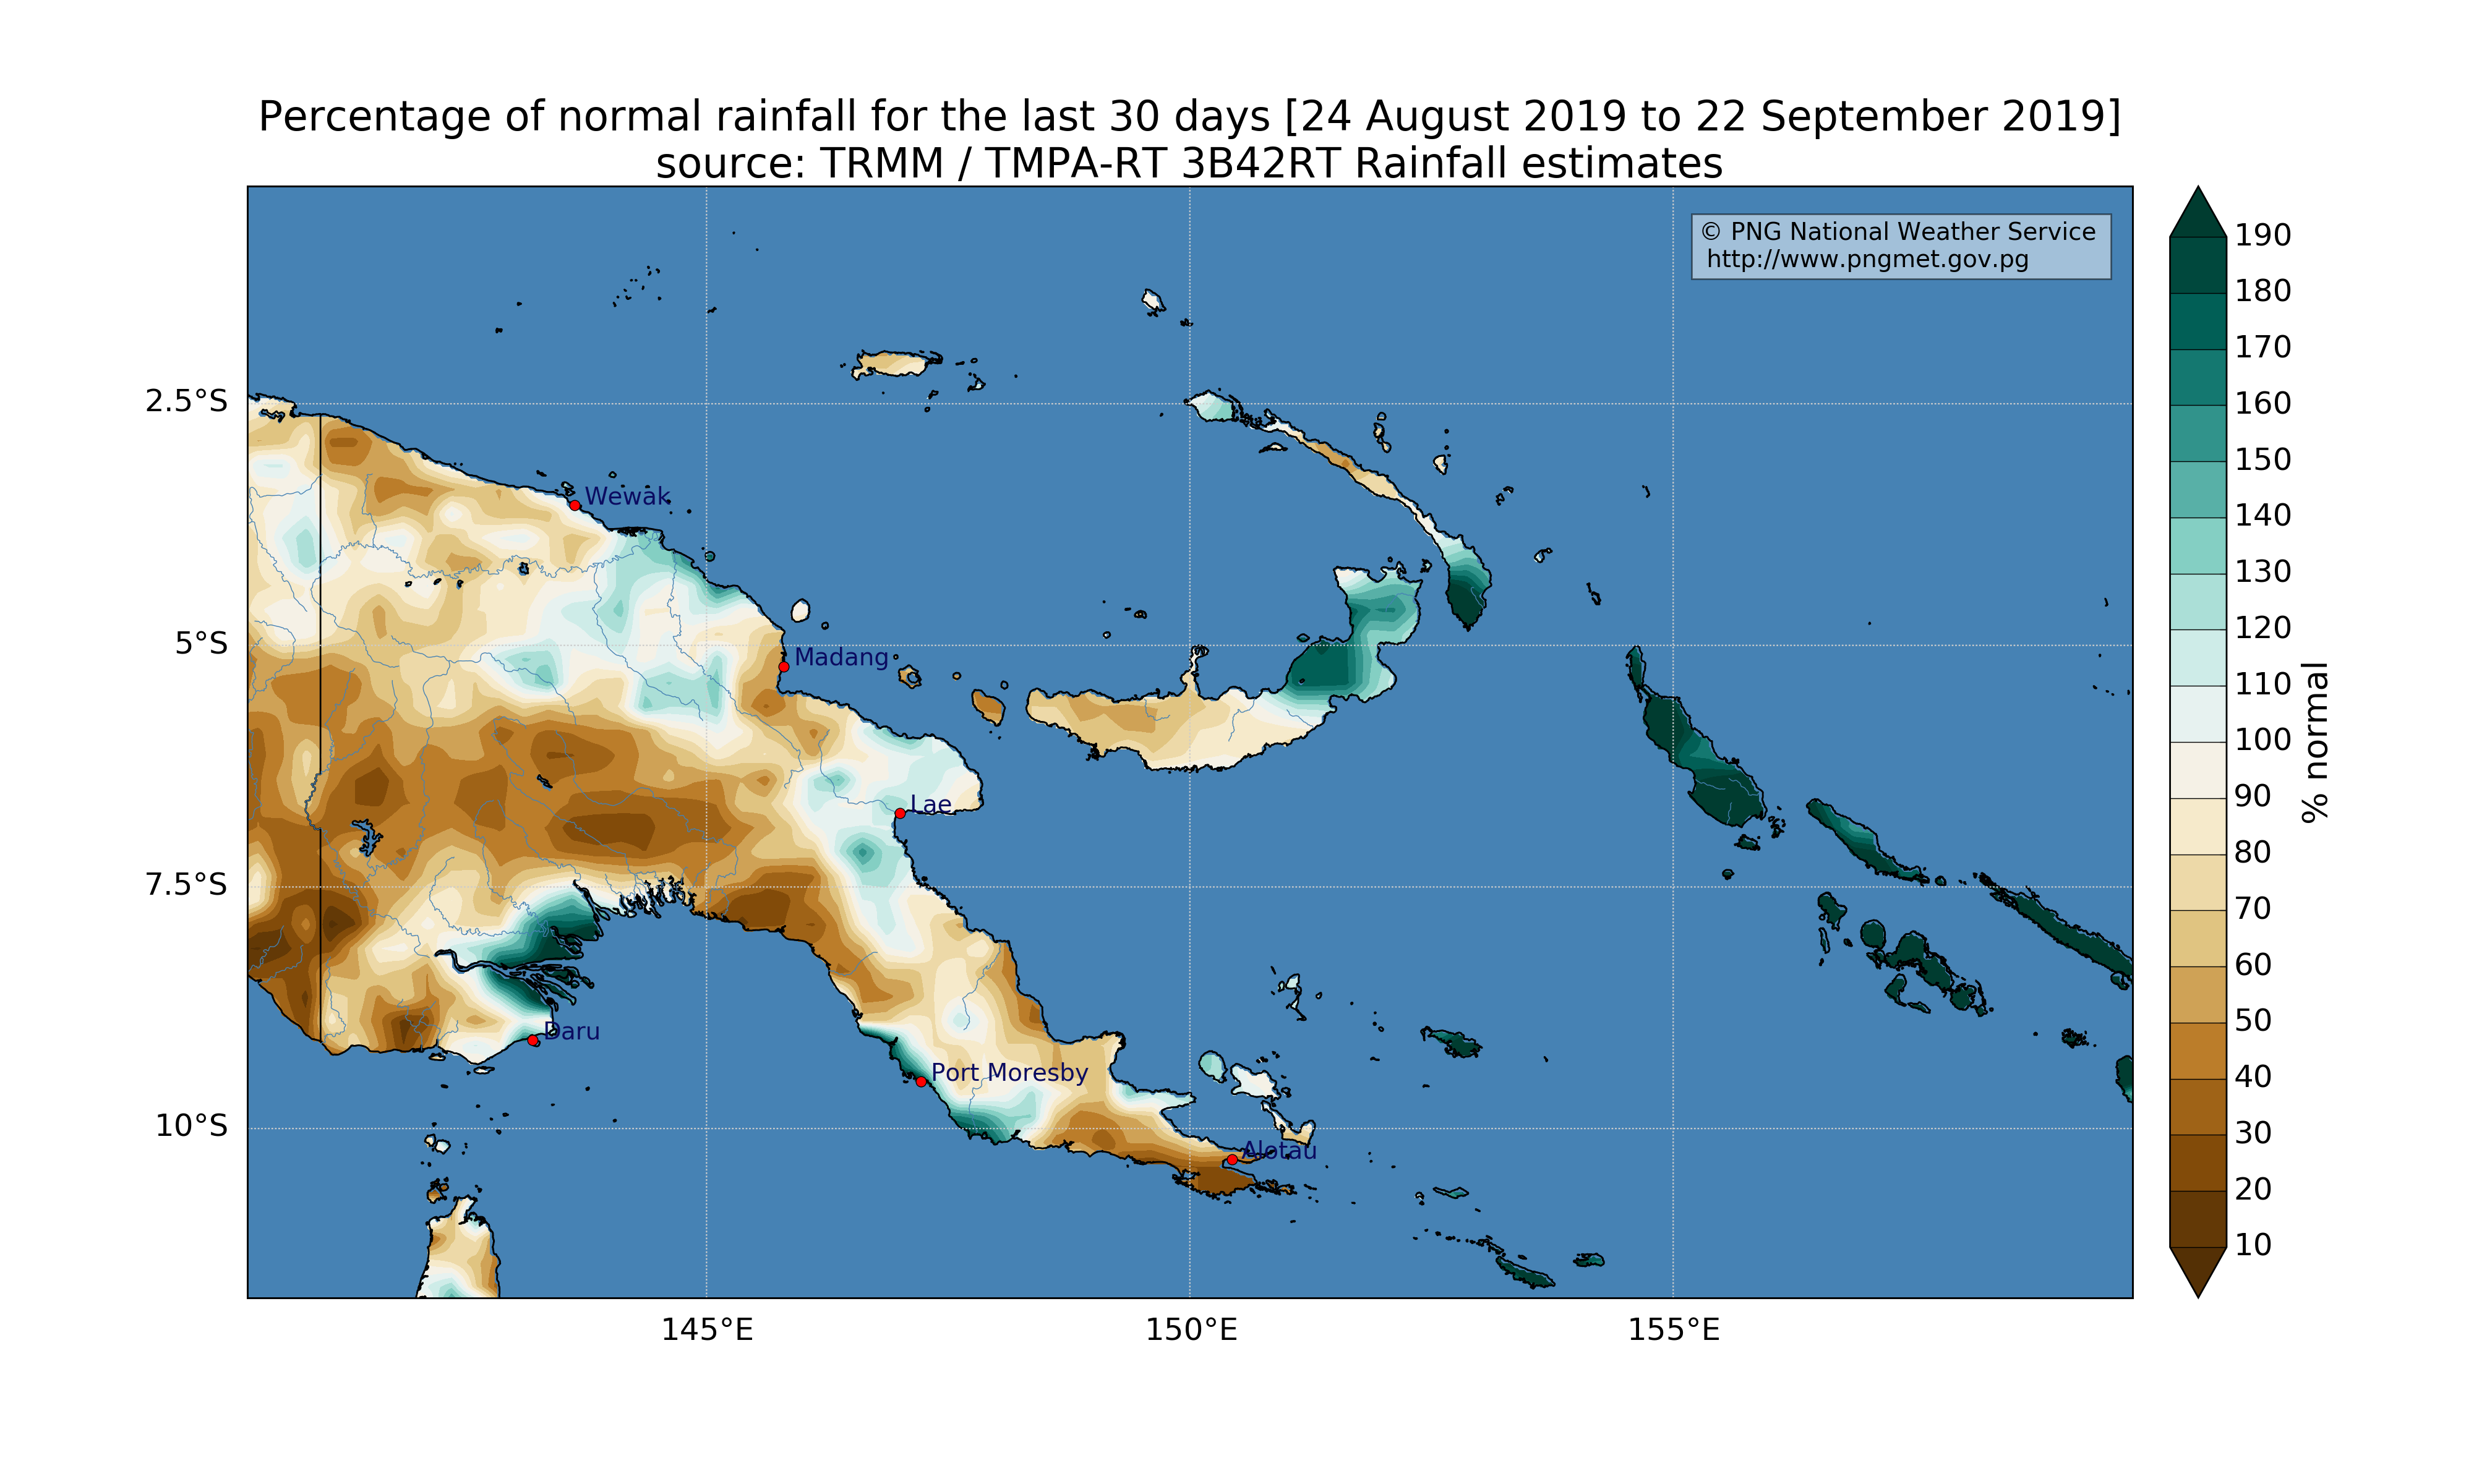 Percentage of normal rainfall for the last 30 days [24 August 2019 to 22 September 2019]
source: TRMM / TMPA-RT 3B42RT Rainfall estimates
© PNG National Weather Service
http://www.pngmet.gov.pg
2.5°S
5°S
7.5°S
10°S
Wewak
Madang
Lae
Daru
Port Moresby
Alotau
145°E
150°E
155°E
190
180
170
160
150
140
130
120
110
100
90
80
70
60
50
40
30
20
10
% normal